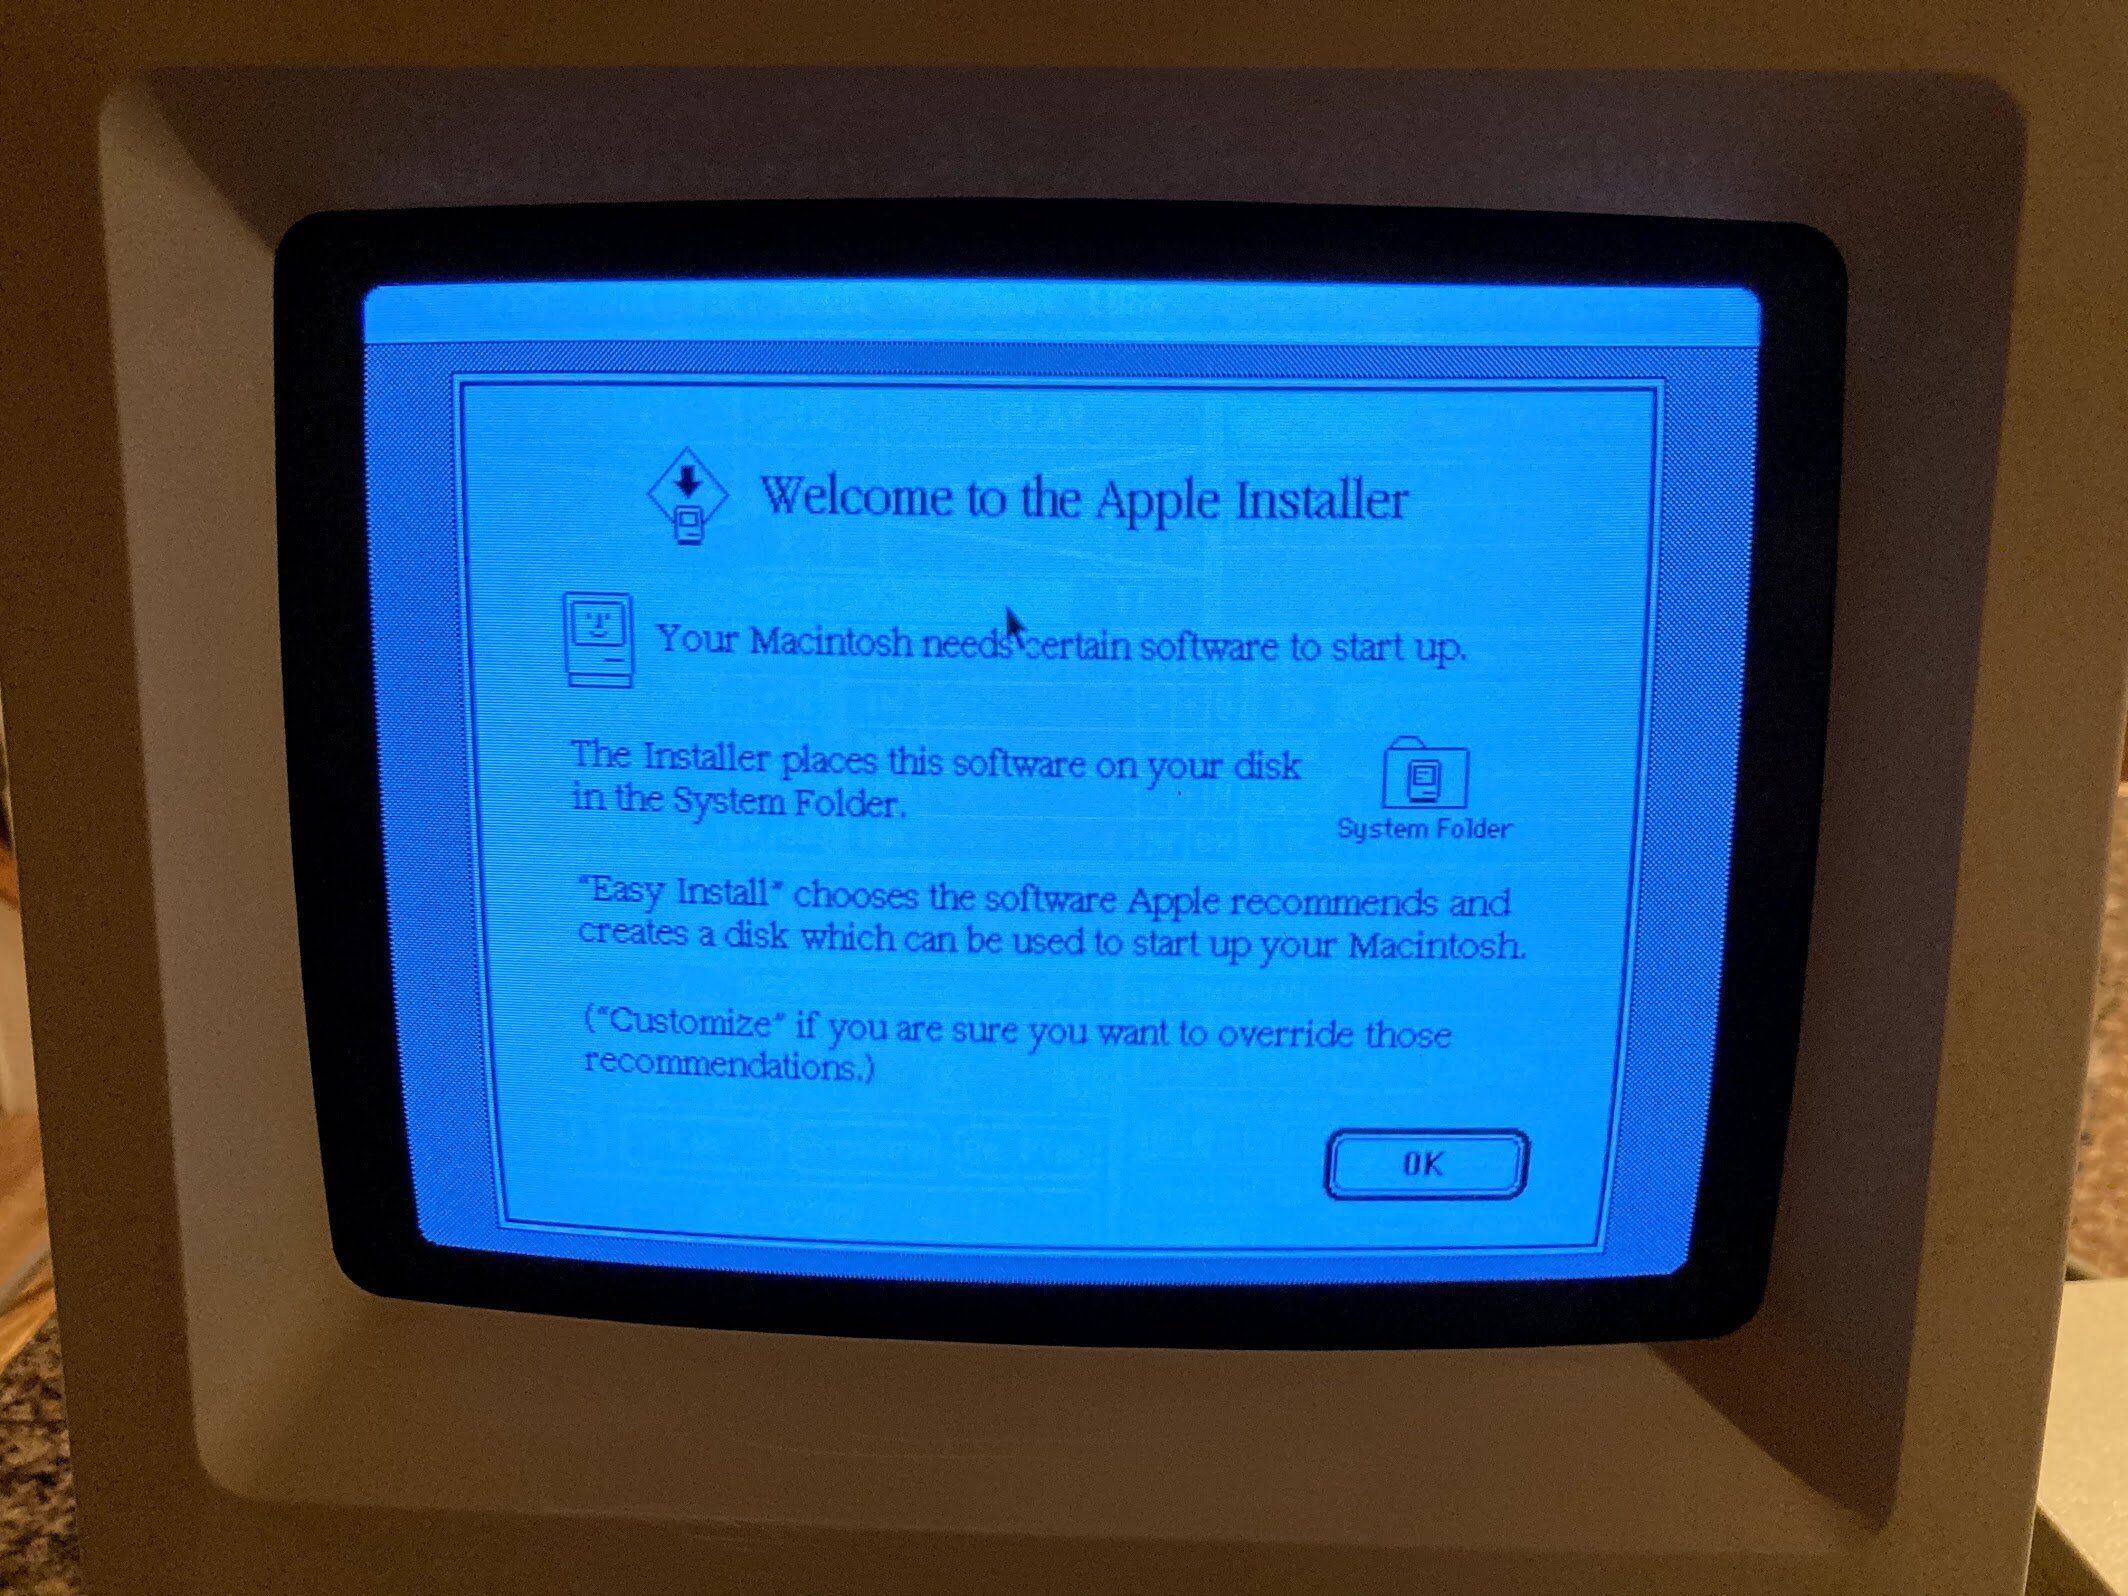 Welcome to the Apple Installer
Your Macintosh needs certain software to start up.
The Installer places this software on your disk
in the System Folder.
System Folder
"Easy Install" chooses the software Apple recommends and
creates a disk which can be used to start up your Macintosh.
("Customize" if you are sure you want to override those
recommendations.)
OK